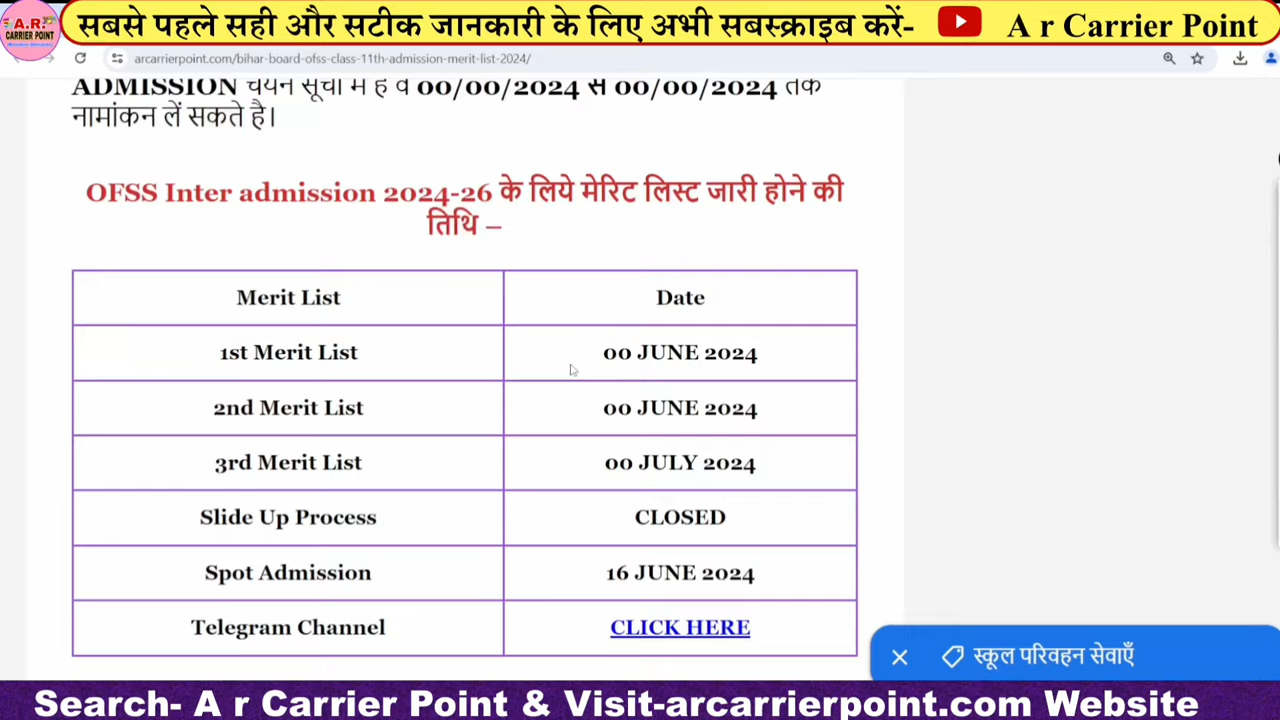 सबसे पहले सही और सटीक जानकारी के लिए अभी सबस्क्राइब करें- A r Carrier Point
A.R.
CARRIER POINT
arcarrierpoint.com/bihar-board-ofss-class-11th-admission-merit-list-2024/
ADMISSION चयन सूची में है वे 00/00/2024 से 00/00/2024 तक
नामांकन लें सकते है।
OFSS Inter admission 2024-26 के लिये मेरिट लिस्ट जारी होने की
तिथि –
Merit List Date
1st Merit List 00 JUNE 2024
2nd Merit List 00 JUNE 2024
3rd Merit List 00 JULY 2024
Slide Up Process CLOSED
Spot Admission 16 JUNE 2024
Telegram Channel CLICK HERE
स्कूल परिवहन सेवाएँ
Search- A r Carrier Point & Visit-arcarrierpoint.com Website